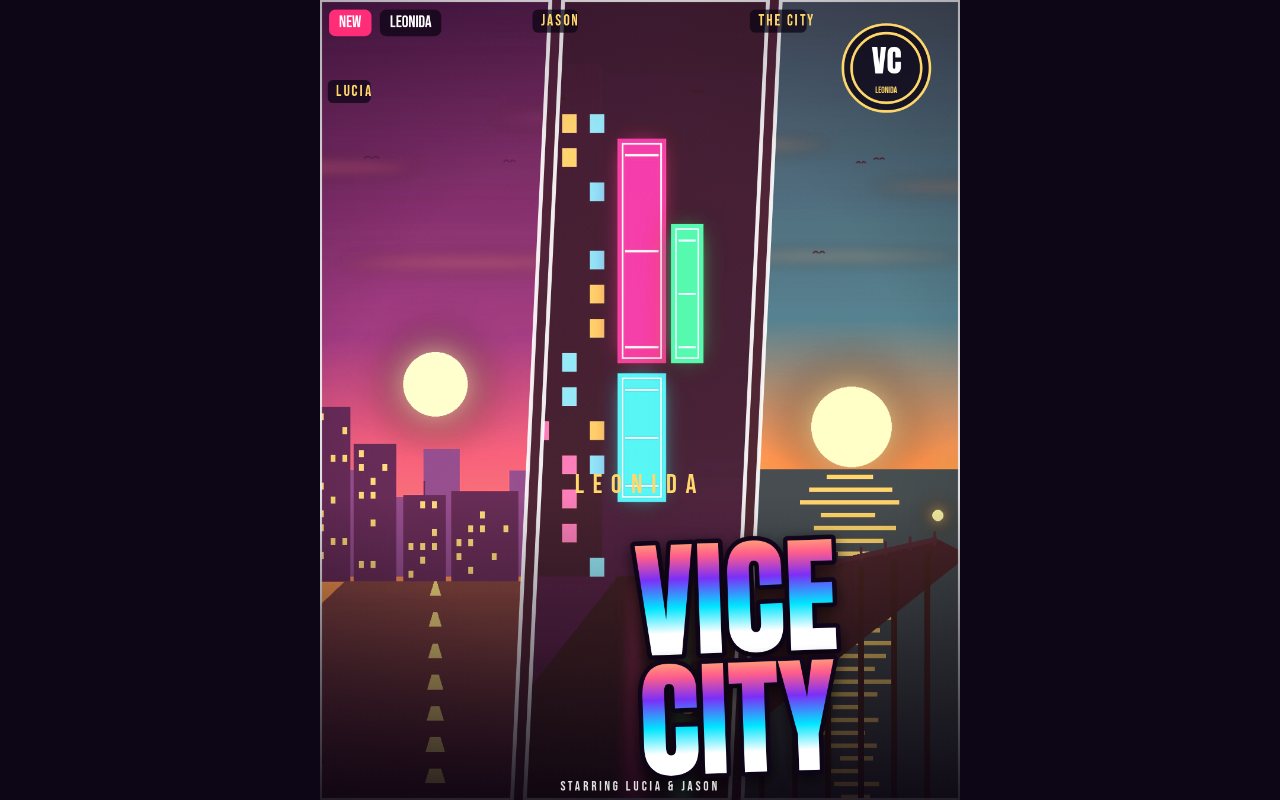 NEW LEONIDA
JASON
THE CITY
VC
LEONIDA
LUCIA
LEONIDA
VICE
CITY
STARRING LUCIA & JASON